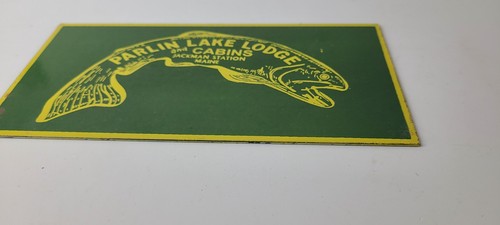 PARLIN LAKE LODGE
and CABINS
JACKMAN STATION
MAINE